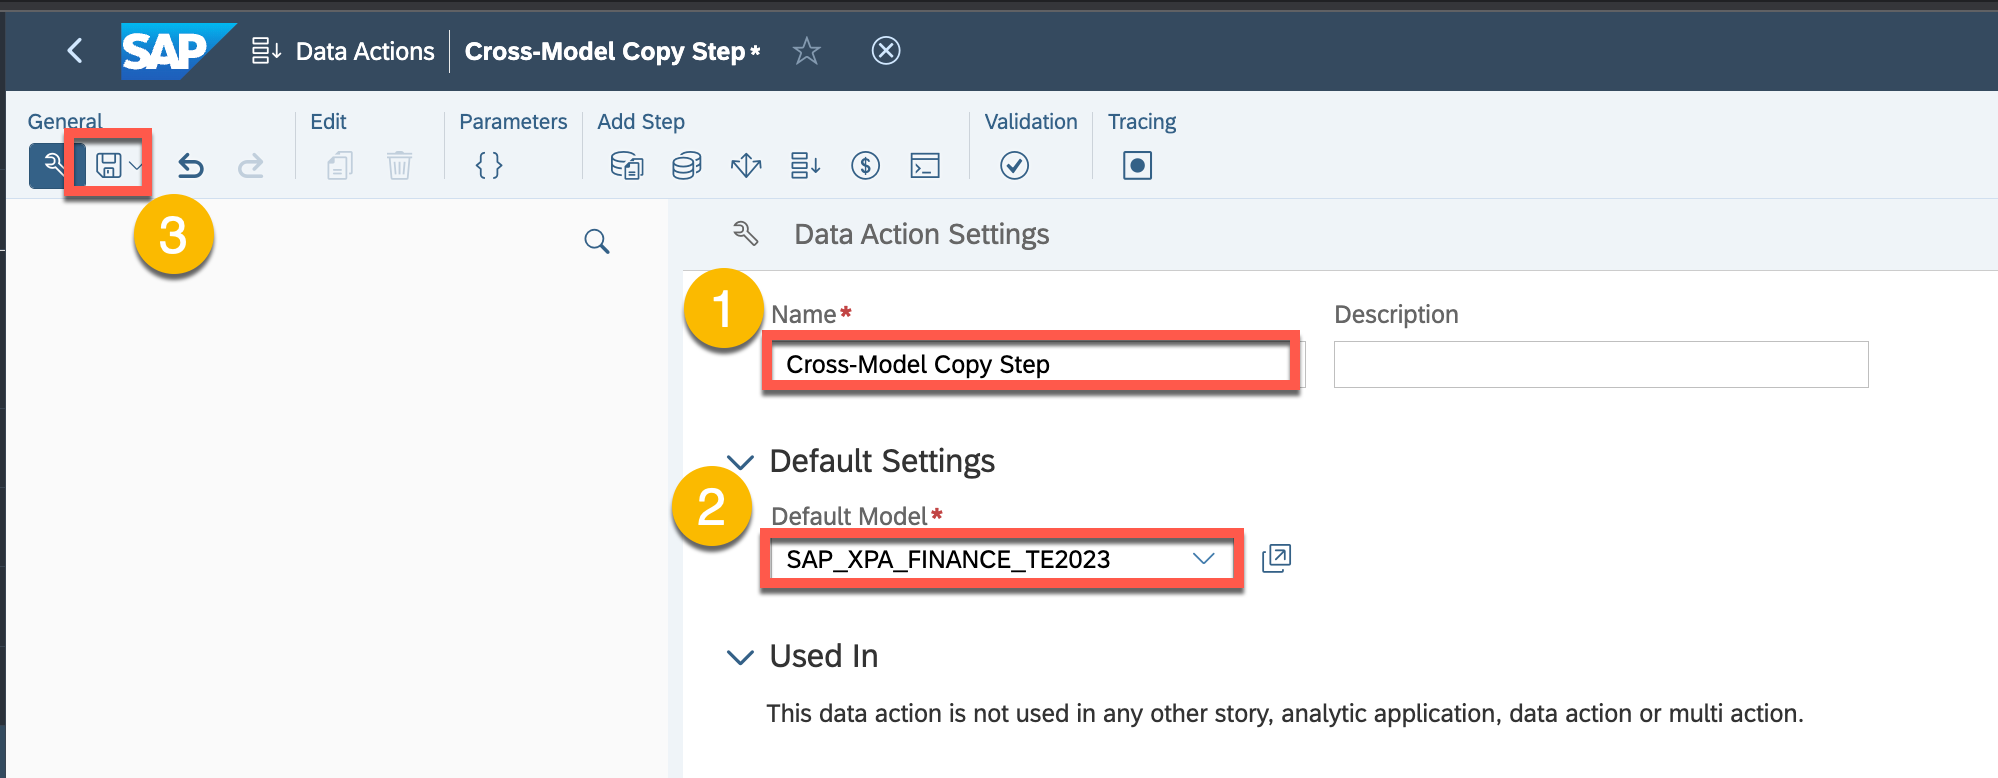 SAP Data Actions Cross-Model Copy Step *
General Edit Parameters Add Step Validation Tracing
3
Data Action Settings
1
Name* Description
Cross-Model Copy Step
Default Settings
2
Default Model*
SAP_XPA_FINANCE_TE2023
Used In
This data action is not used in any other story, analytic application, data action or multi action.